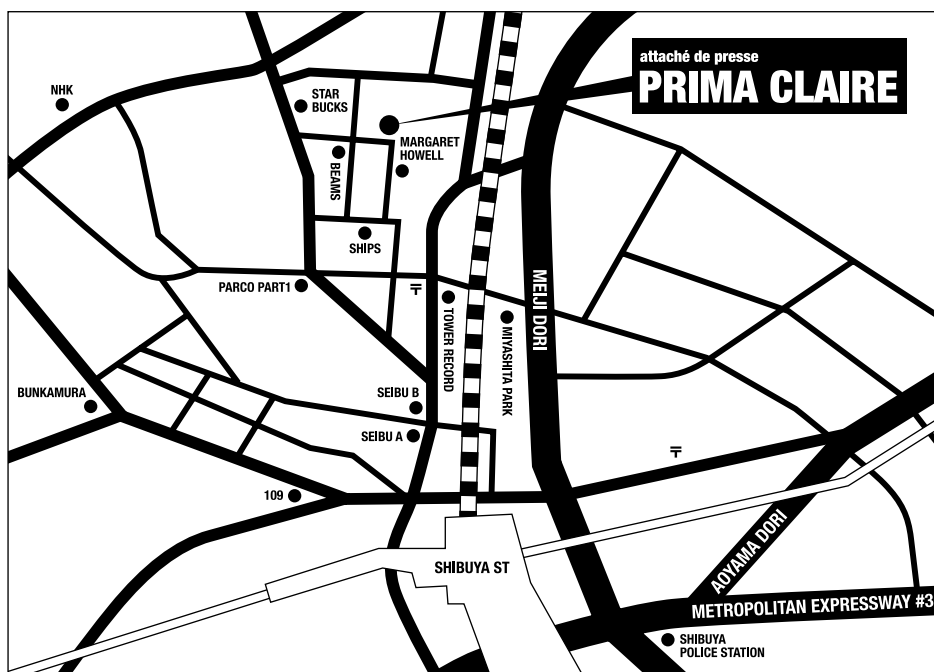 attaché de presse
PRIMA CLAIRE
NHK
STAR
BUCKS
MARGARET
HOWELL
BEAMS
SHIPS
PARCO PART1
〒
TOWER RECORD
MIYASHITA PARK
MEIJI DORI
BUNKAMURA
SEIBU B
SEIBU A
〒
109
SHIBUYA ST
AOYAMA DORI
METROPOLITAN EXPRESSWAY #3
SHIBUYA
POLICE STATION